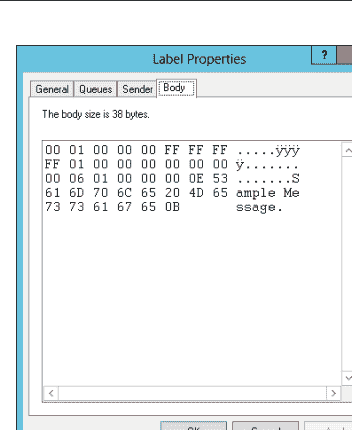 Label Properties
?
General Queues Sender Body
The body size is 38 bytes.
00 01 00 00 00 FF FF FF .....ÿÿÿ
FF 01 00 00 00 00 00 00 ÿ.......
00 06 01 00 00 00 0E 53 .......S
61 6D 70 6C 65 20 4D 65 ample Me
73 73 61 67 65 0B ssage.